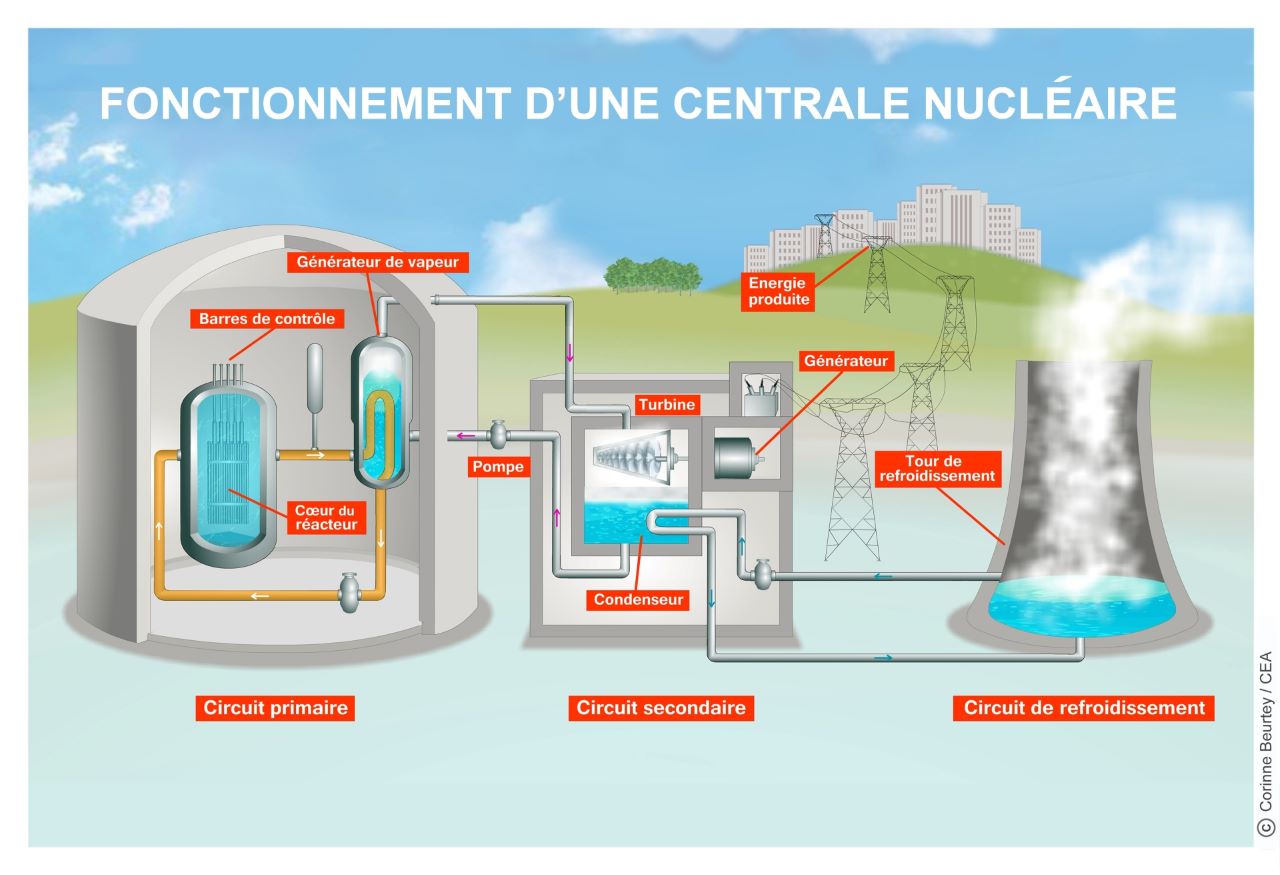 FONCTIONNEMENT D'UNE CENTRALE NUCLÉAIRE
Générateur de vapeur
Barres de contrôle
Energie
produite
Générateur
Turbine
Pompe
Tour de
refroidissement
Cœur du
réacteur
Condenseur
Circuit primaire
Circuit secondaire
Circuit de refroidissement
© Corinne Beurtey / CEA